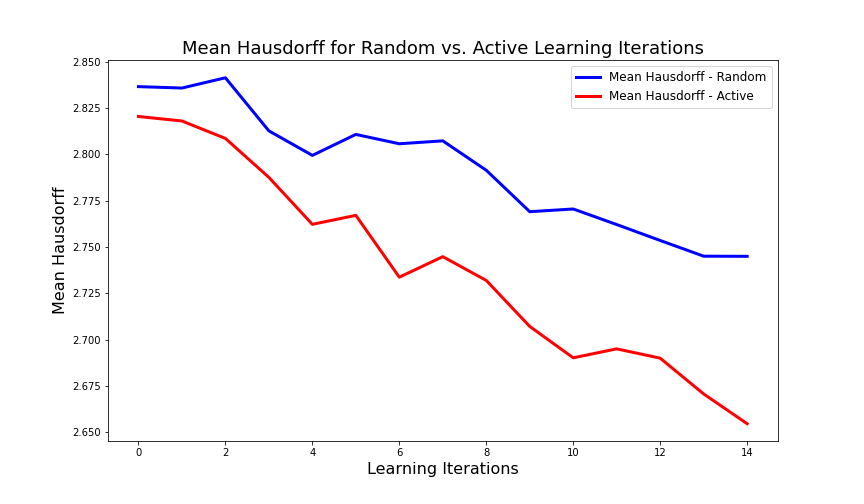 Mean Hausdorff for Random vs. Active Learning Iterations
Mean Hausdorff - Random
Mean Hausdorff - Active
Mean Hausdorff
2.850
2.825
2.800
2.775
2.750
2.725
2.700
2.675
2.650
0 2 4 6 8 10 12 14
Learning Iterations